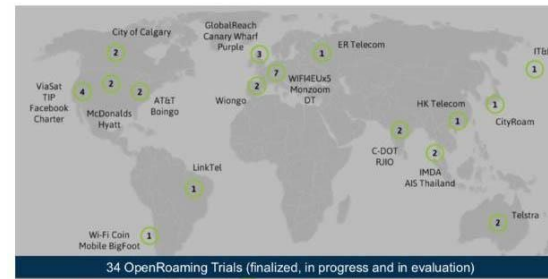 City of Calgary
2
GlobalReach
Canary Wharf
Purple
3
1
ER Telecom
IT&E
1
ViaSat
TIP
Facebook
Charter
4
2
McDonalds
Hyatt
2
AT&T
Boingo
Wiongo
2
7
WIFI4EUx5
Monzoom
DT
HK Telecom
1
1
CityRoam
2
C-DOT
RJIO
2
IMDA
AIS Thailand
LinkTel
1
Wi-Fi Coin
Mobile BigFoot
1
2
Telstra
34 OpenRoaming Trials (finalized, in progress and in evaluation)